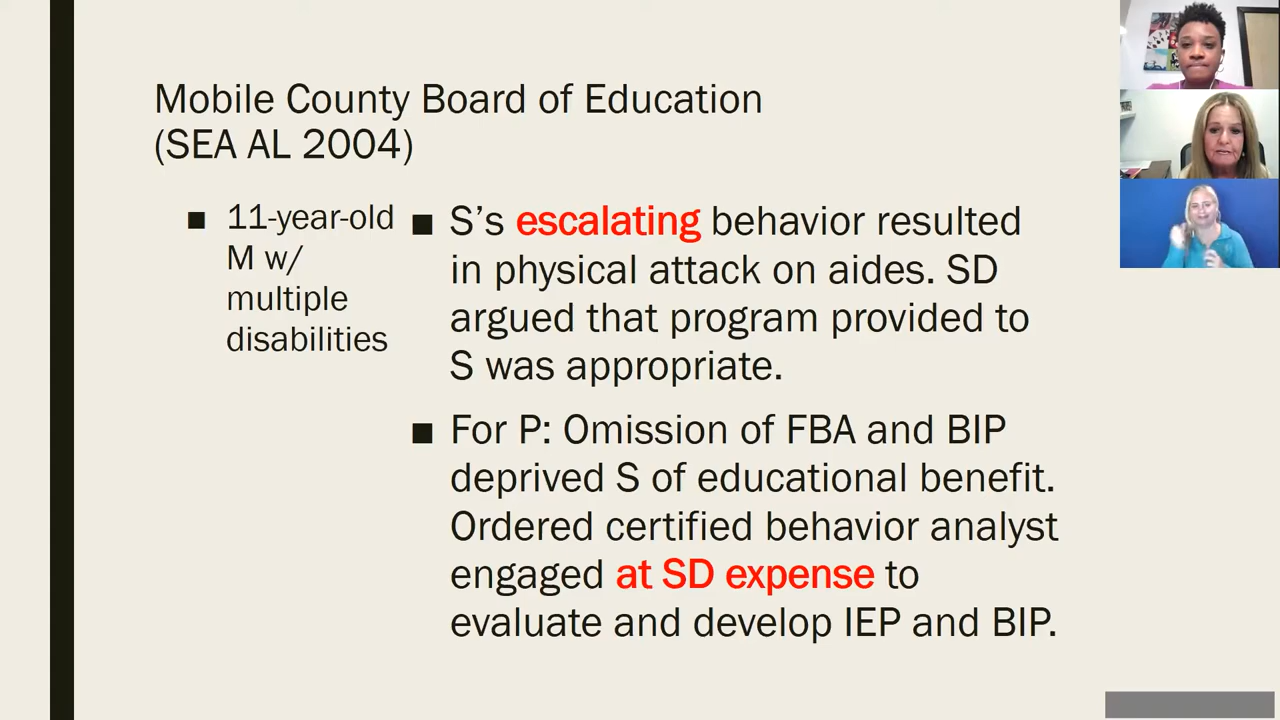 Mobile County Board of Education
(SEA AL 2004)
■ 11-year-old
M w/
multiple
disabilities
■ S’s escalating behavior resulted
in physical attack on aides. SD
argued that program provided to
S was appropriate.
■ For P: Omission of FBA and BIP
deprived S of educational benefit.
Ordered certified behavior analyst
engaged at SD expense to
evaluate and develop IEP and BIP.